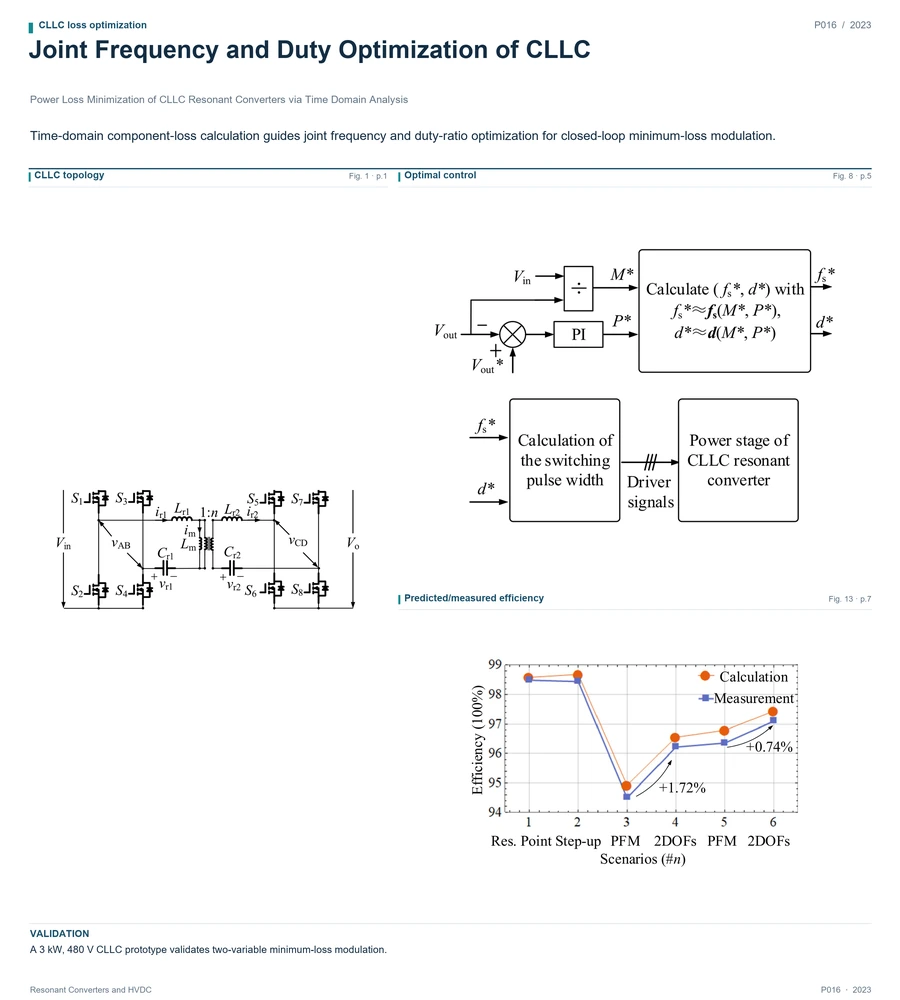 CLLC loss optimization
P016 / 2023
Joint Frequency and Duty Optimization of CLLC
Power Loss Minimization of CLLC Resonant Converters via Time Domain Analysis
Time-domain component-loss calculation guides joint frequency and duty-ratio optimization for closed-loop minimum-loss modulation.
CLLC topology
Fig. 1 · p.1
S1 S3 ir1 Lr1 1:n Lr2 ir2 S5 S7
Vin vAB im Lm vCD Vo
Cr1 Cr2
+ − + −
S2 S4 vr1 vr2 S6 S8
Optimal control
Fig. 8 · p.5
Vin ÷ M*
Vout − PI P*
+
Vout*
Calculate (fs*, d*) with
fs*≈fs(M*, P*),
d*≈d(M*, P*)
fs*
d*
fs*
d*
Calculation of
the switching
pulse width
Driver
signals
Power stage of
CLLC resonant
converter
Predicted/measured efficiency
Fig. 13 · p.7
Efficiency (100%)
99
98
97
96
95
94
Calculation
Measurement
+1.72%
+0.74%
1 2 3 4 5 6
Res. Point Step-up PFM 2DOFs PFM 2DOFs
Scenarios (#n)
VALIDATION
A 3 kW, 480 V CLLC prototype validates two-variable minimum-loss modulation.
Resonant Converters and HVDC
P016 · 2023